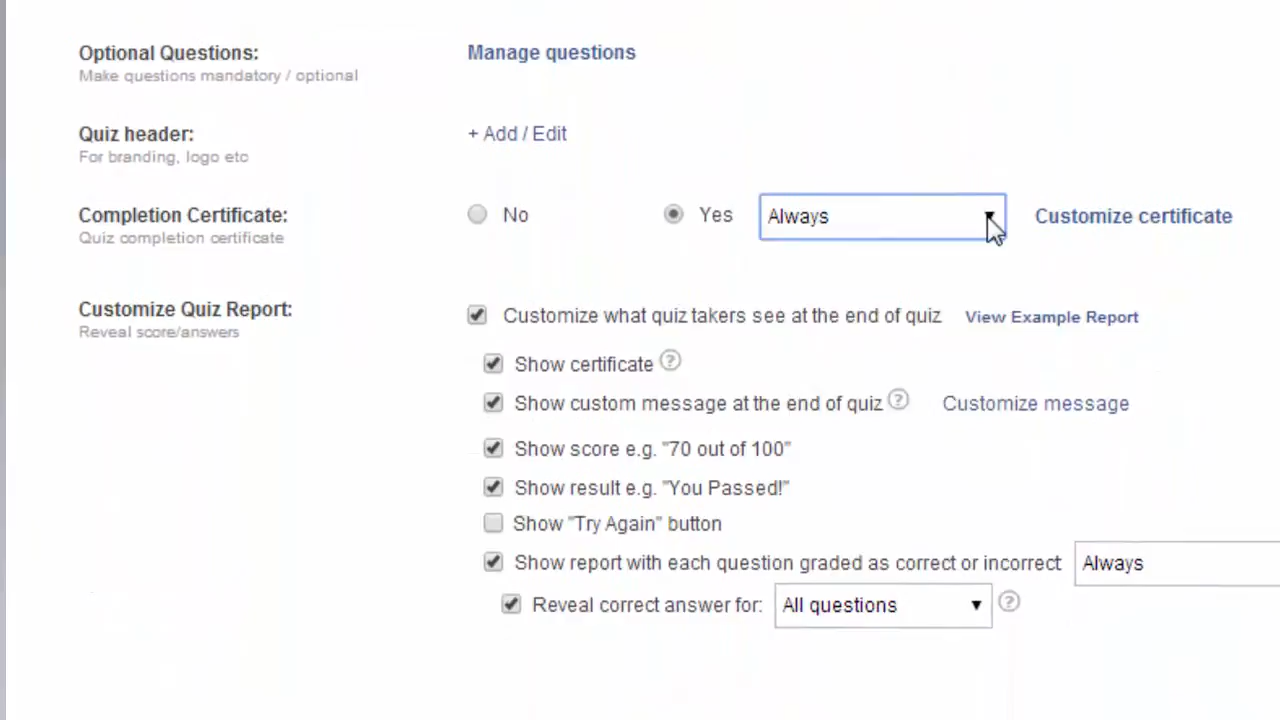 Optional Questions: Manage questions
Make questions mandatory / optional
Quiz header: + Add / Edit
For branding, logo etc
Completion Certificate: No Yes Always Customize certificate
Quiz completion certificate
Customize Quiz Report: Customize what quiz takers see at the end of quiz View Example Report
Reveal score/answers
Show certificate ?
Show custom message at the end of quiz ? Customize message
Show score e.g. "70 out of 100"
Show result e.g. "You Passed!"
Show "Try Again" button
Show report with each question graded as correct or incorrect Always
Reveal correct answer for: All questions ?